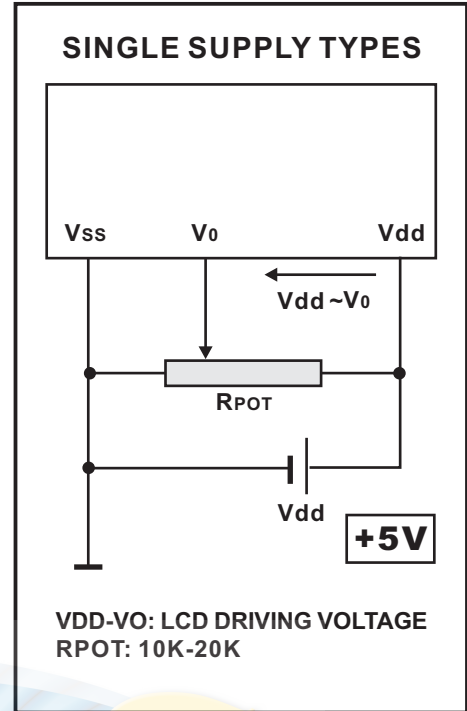 SINGLE SUPPLY TYPES
Vss V0 Vdd
Vdd ~V0
RPOT
Vdd
+5V
VDD-VO: LCD DRIVING VOLTAGE
RPOT: 10K-20K